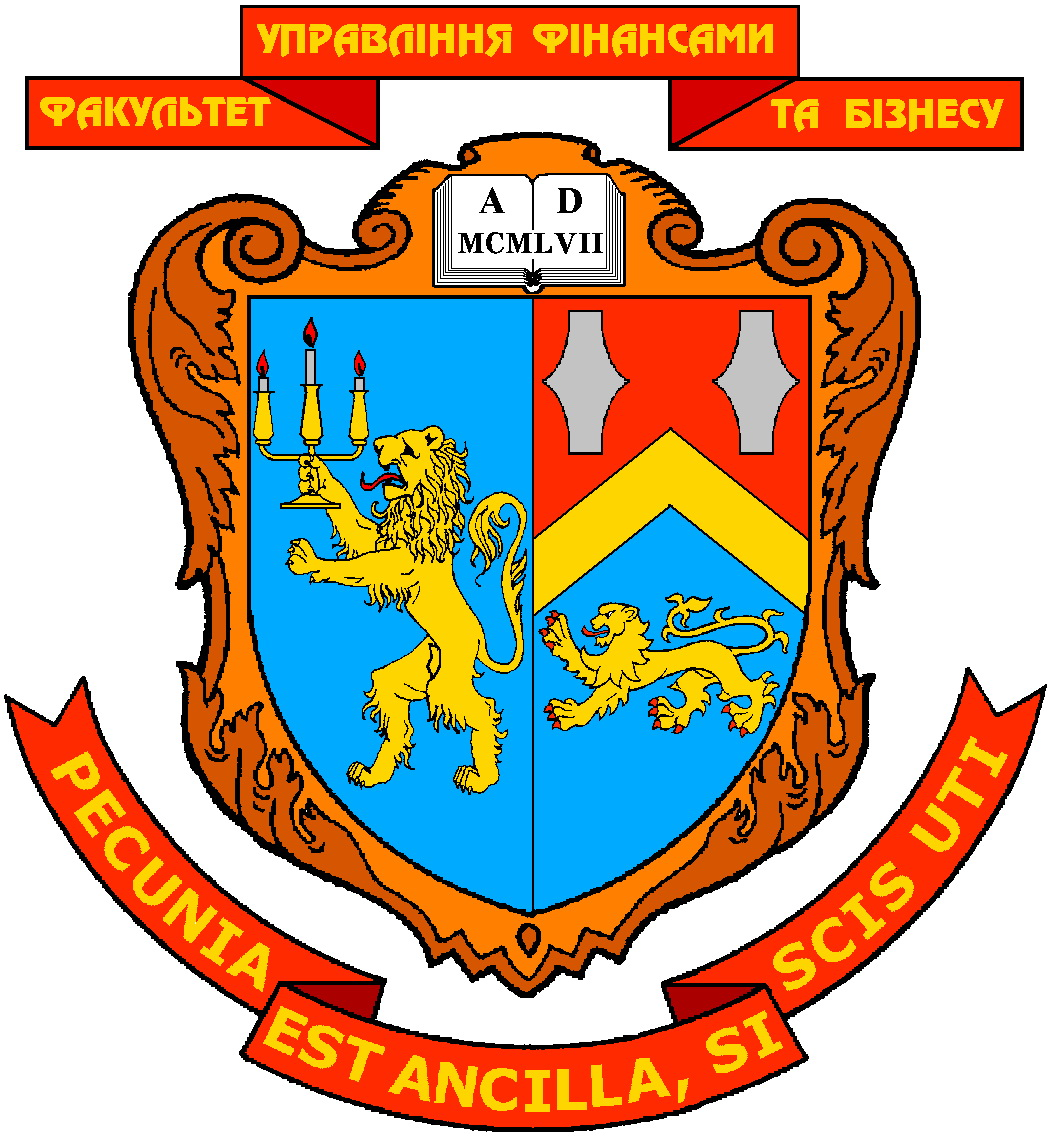 ФАКУЛЬТЕТ
УПРАВЛІННЯ ФІНАНСАМИ
ТА БІЗНЕСУ
A D
MCMLVII
PECUNIA
EST ANCILLA, SI
SCIS UTI